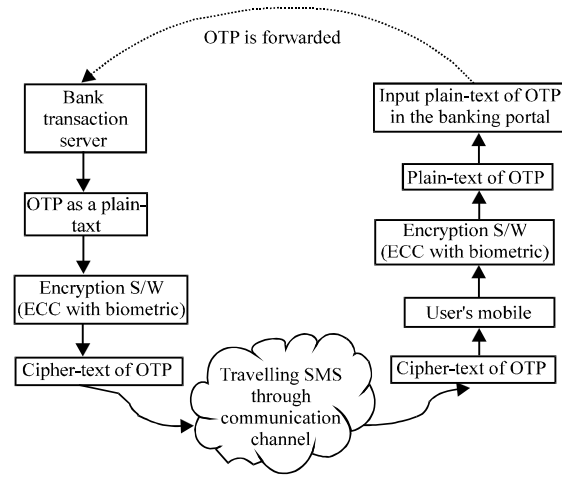 OTP is forwarded
Bank
transaction
server
OTP as a plain-
taxt
Encryption S/W
(ECC with biometric)
Cipher-text of OTP
Travelling SMS
through
communication
channel
Input plain-text of OTP
in the banking portal
Plain-text of OTP
Encryption S/W
(ECC with biometric)
User's mobile
Cipher-text of OTP